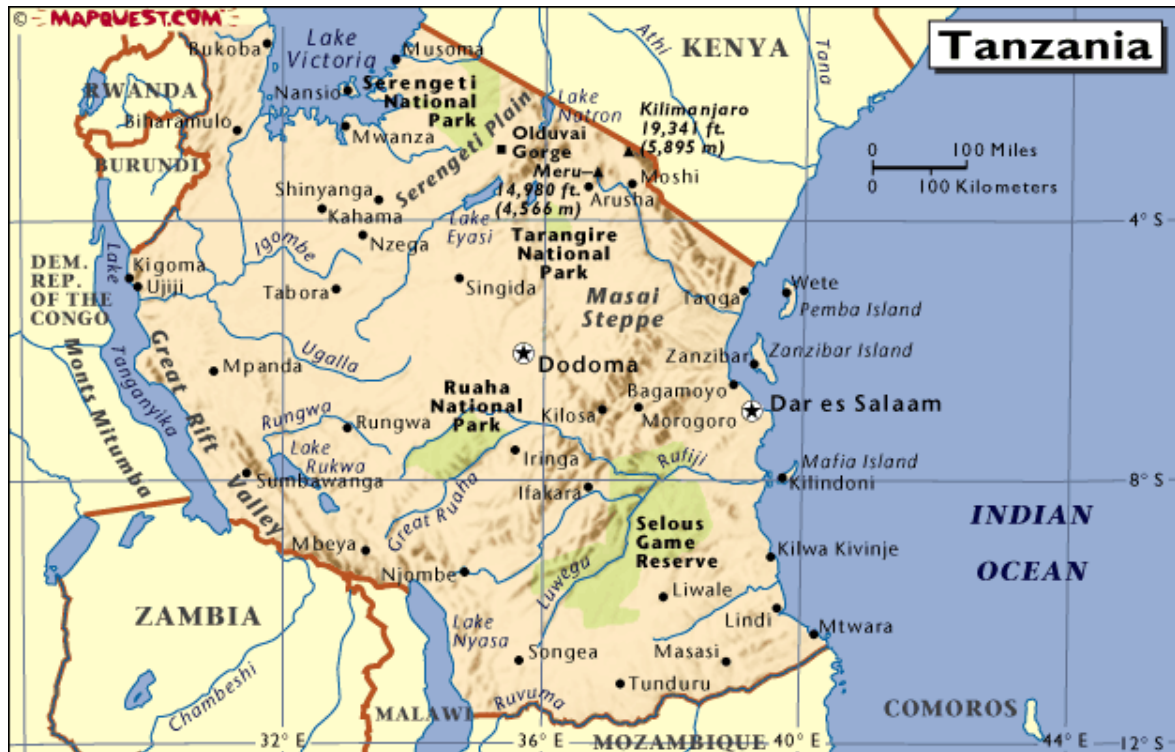 © MAPQUEST.COM
Tanzania
Bukoba
Lake
Victoria
Musoma
KENYA
Athi
Tana
RWANDA
Nansio
Serengeti
National
Park
Lake
Natron
Kilimanjaro
19,341 ft.
(5,895 m)
Biharamulo
Mwanza
Serengeti Plain
Olduvai
Gorge
BURUNDI
Meru
14,980 ft.
(4,566 m)
Moshi
Arusha
0 100 Miles
0 100 Kilometers
Shinyanga
Kahama
Nzega
Lake
Eyasi
4° S
Tarangire
National
Park
Igombe
DEM.
REP.
OF THE
CONGO
Lake
Tanganyika
Kigoma
Ujiji
Tabora
Singida
Masai
Steppe
Tanga
Wete
Pemba Island
Monts Mitumba
Great Rift
Valley
Mpanda
Ugalla
Dodoma
Zanzibar
Zanzibar Island
Ruaha
National
Park
Bagamoyo
Dar es Salaam
Kilosa
Morogoro
Rungwa
Rungwa
Lake
Rukwa
Iringa
Rufiji
Mafia Island
Sumbawanga
Ifakara
Kilindoni
8° S
Great Ruaha
Selous
Game
Reserve
INDIAN
OCEAN
Mbeya
Kilwa Kivinje
Njombe
Luwega
Liwale
Lindi
ZAMBIA
Lake
Nyasa
Mtwara
Songea
Masasi
Tunduru
Chambeshi
MALAWI
Ruvuma
COMOROS
32° E
36° E
MOZAMBIQUE
40° E
12° S